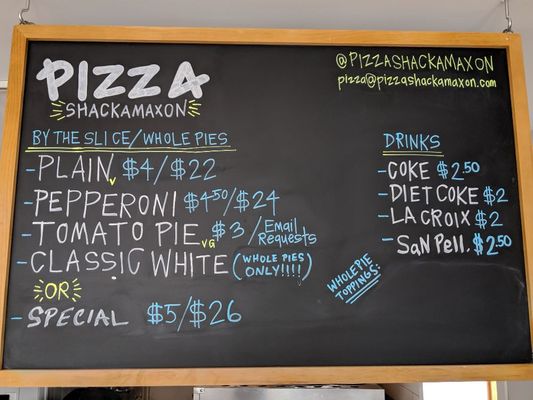 PIZZA
SHACKAMAXON
@PIZZASHACKAMAXON
pizza@pizzashackamaxon.com
BY THE SLICE/WHOLE PIES
- PLAIN V $4/$22
- PEPPERONI $4.50/$24
- TOMATO PIE VG $3 / Email Requests
- CLASSIC WHITE (WHOLE PIES ONLY!!!!)
OR
- SPECIAL $5/$26
DRINKS
- COKE $2.50
- DIET COKE $2
- LA CROIX $2
- SAN PELL. $2.50
WHOLE PIE
TOPPINGS: